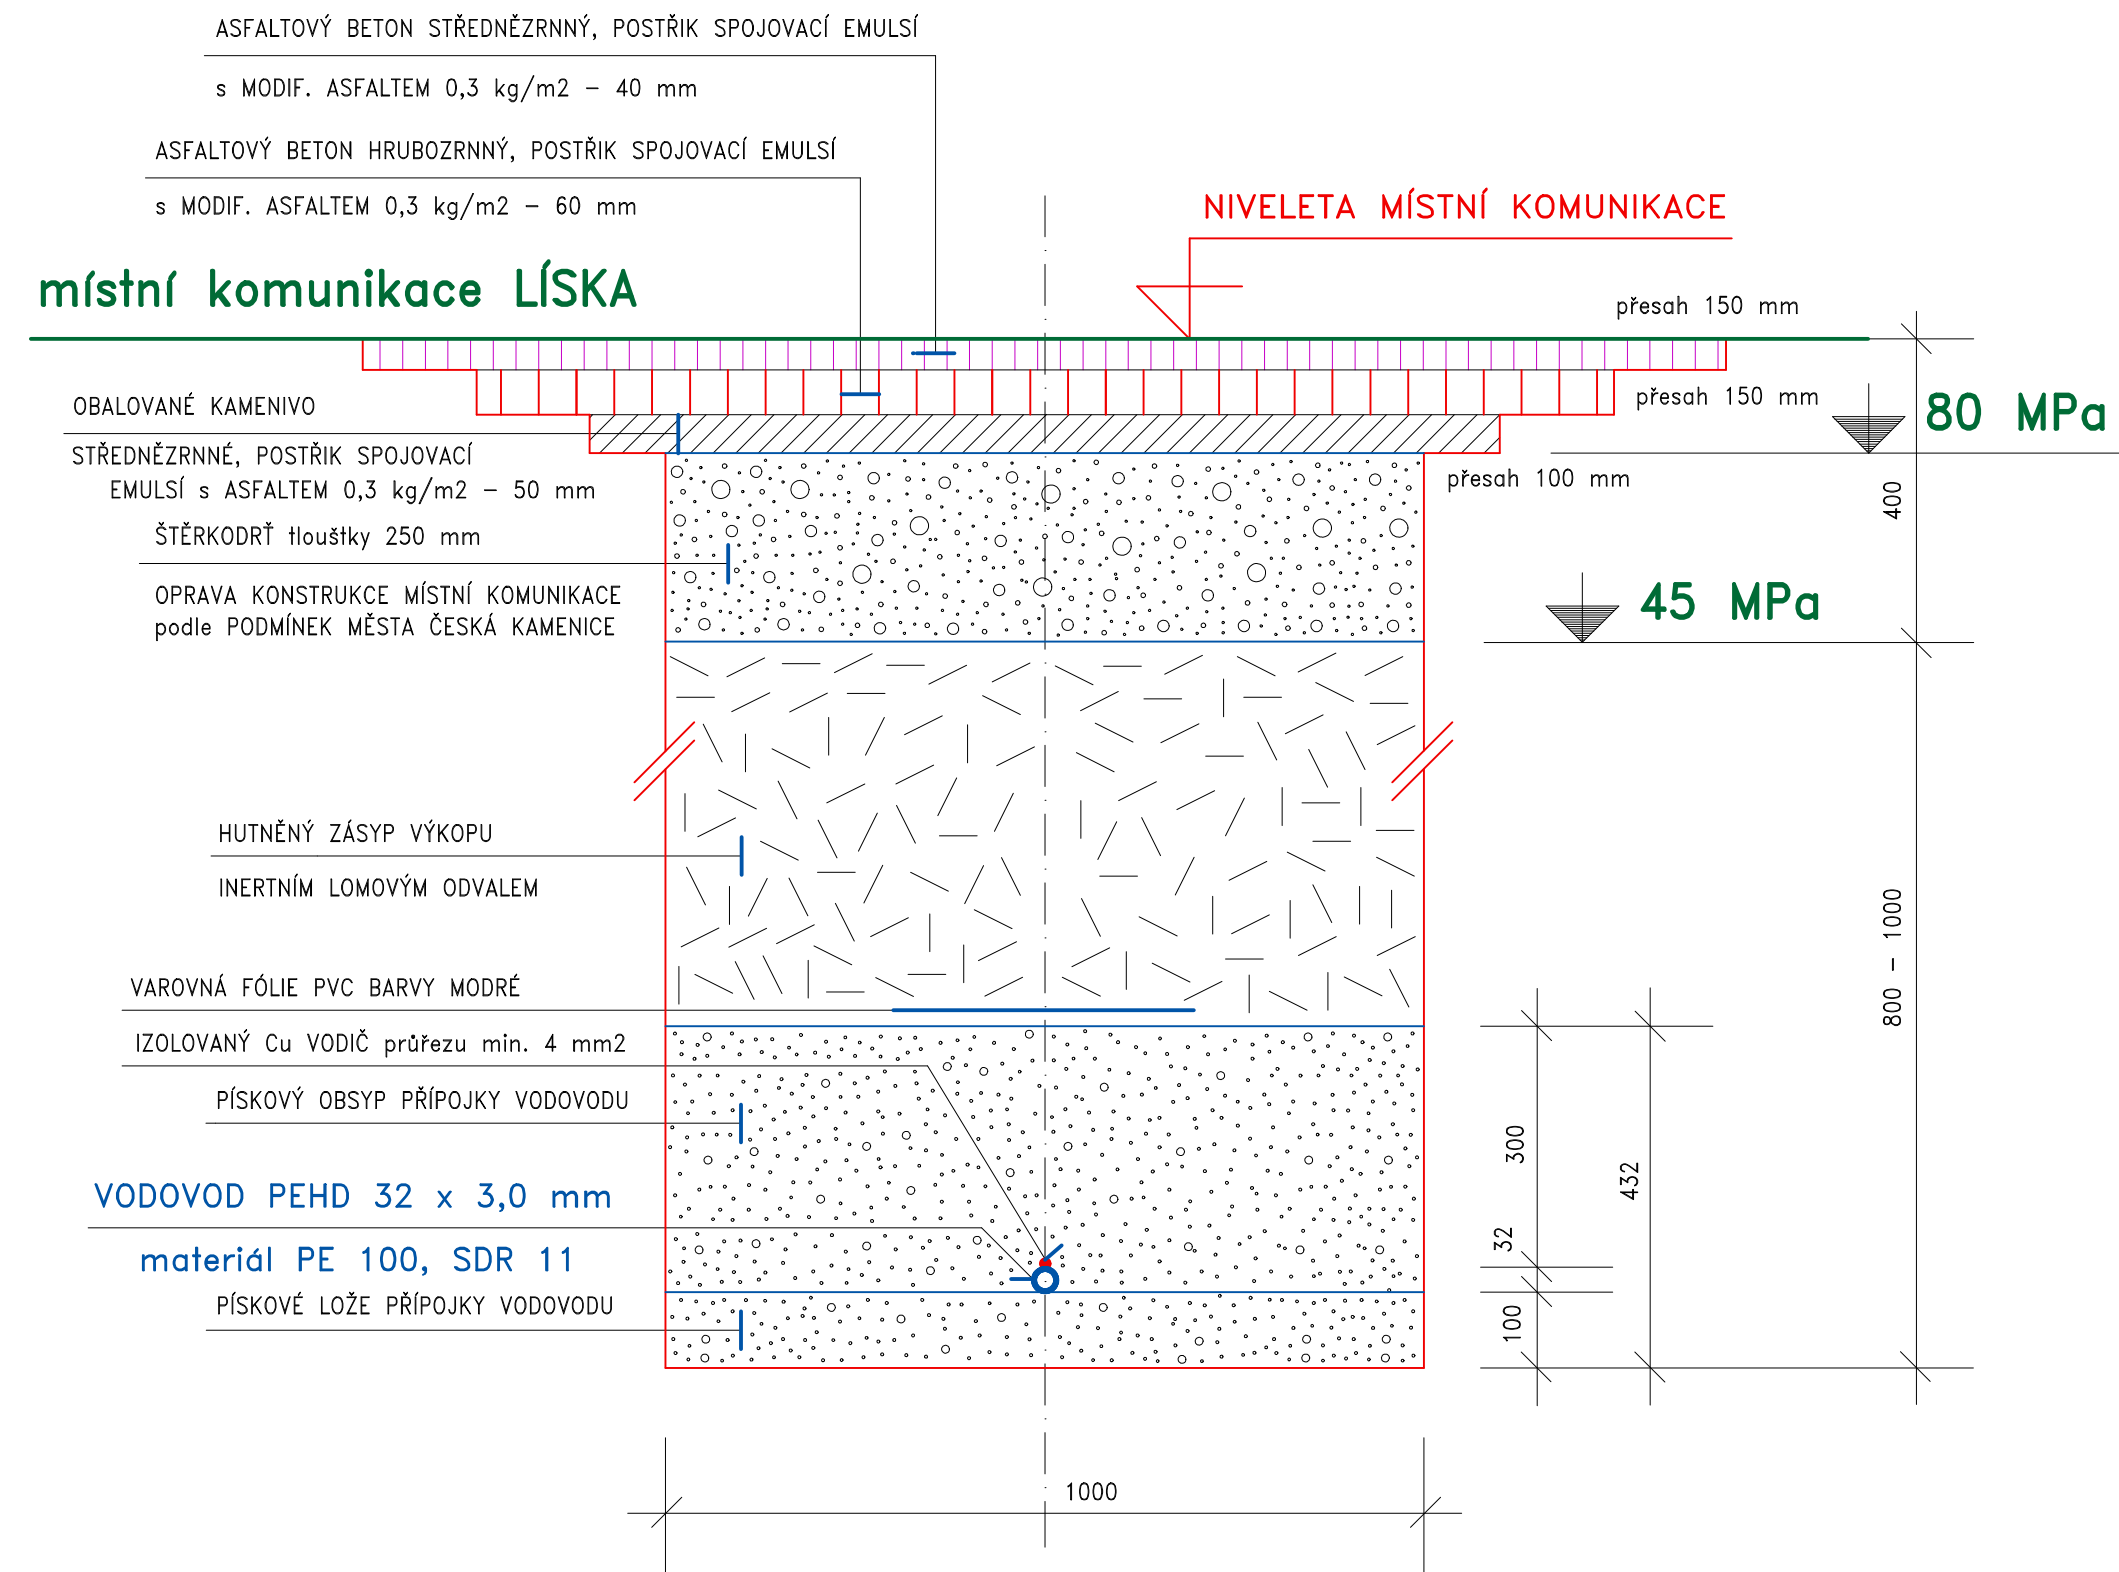 ASFALTOVÝ BETON STŘEDNĚZRNNÝ, POSTŘIK SPOJOVACÍ EMULSÍ
s MODIF. ASFALTEM 0,3 kg/m2 - 40 mm
ASFALTOVÝ BETON HRUBOZRNNÝ, POSTŘIK SPOJOVACÍ EMULSÍ
s MODIF. ASFALTEM 0,3 kg/m2 - 60 mm
NIVELETA MÍSTNÍ KOMUNIKACE
místní komunikace LÍSKA
přesah 150 mm
přesah 150 mm
80 MPa
OBALOVANÉ KAMENIVO
STŘEDNĚZRNNÉ, POSTŘIK SPOJOVACÍ
EMULSÍ s ASFALTEM 0,3 kg/m2 - 50 mm
přesah 100 mm
400
ŠTĚRKODRŤ tloušťky 250 mm
OPRAVA KONSTRUKCE MÍSTNÍ KOMUNIKACE
podle PODMÍNEK MĚSTA ČESKÁ KAMENICE
45 MPa
HUTNĚNÝ ZÁSYP VÝKOPU
INERTNÍM LOMOVÝM ODVALEM
800 - 1000
VAROVNÁ FÓLIE PVC BARVY MODRÉ
IZOLOVANÝ Cu VODIČ průřezu min. 4 mm2
PÍSKOVÝ OBSYP PŘÍPOJKY VODOVODU
300
432
VODOVOD PEHD 32 x 3,0 mm
materiál PE 100, SDR 11
32
PÍSKOVÉ LOŽE PŘÍPOJKY VODOVODU
100
1000